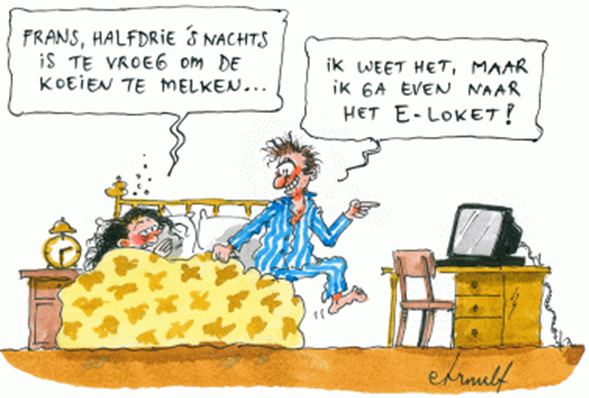 FRANS, HALFDRIE 'S NACHTS
IS TE VROEG OM DE
KOEIEN TE MELKEN...
IK WEET HET, MAAR
IK GA EVEN NAAR
HET E-LOKET!